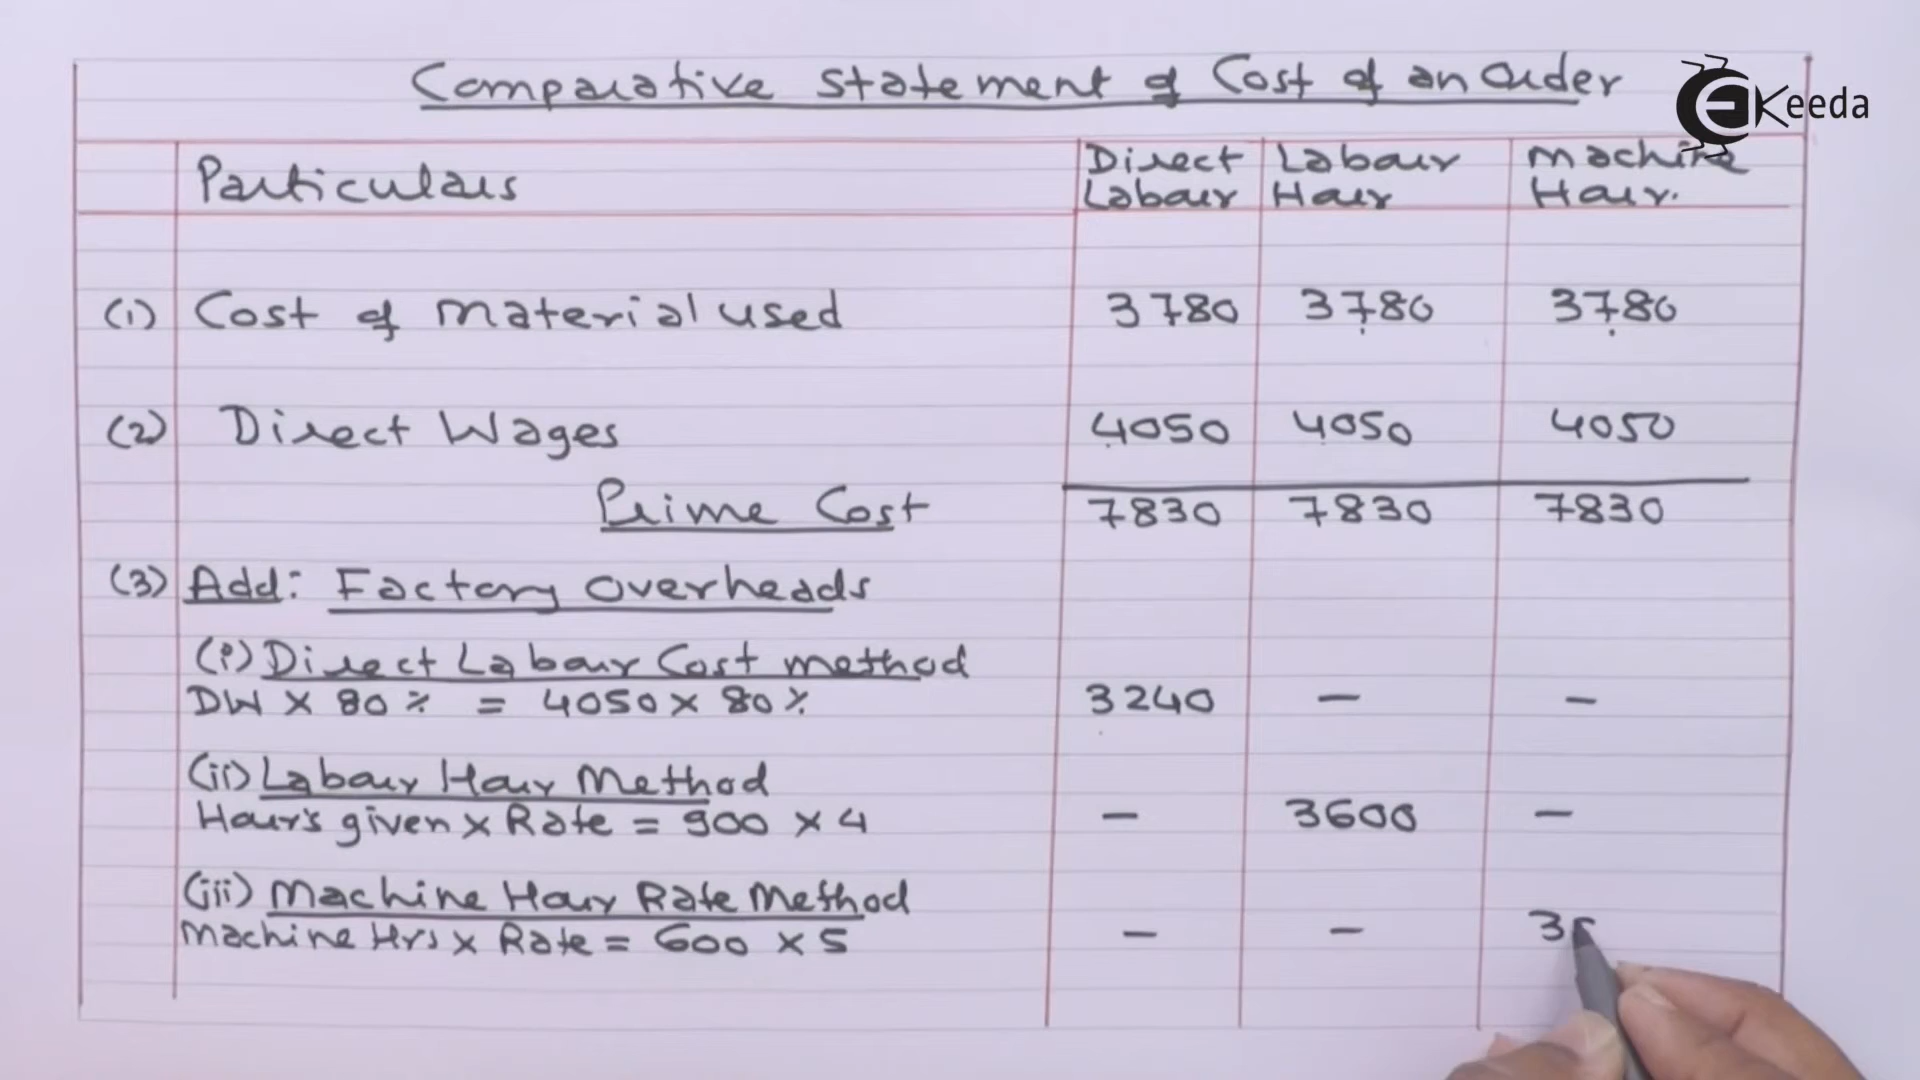 Comparative Statement of Cost of an Order
Keeda
Particulars Direct Labour Labour Hour Machine Hour.
(1) Cost of material used 3780 3780 3780
(2) Direct Wages 4050 4050 4050
Prime Cost 7830 7830 7830
(3) Add: Factory Overheads
(i) Direct Labour Cost method
DW X 80% = 4050 X 80% 3240 - -
(ii) Labour Hour Method
Hour's given X Rate = 900 X 4 - 3600 -
(iii) Machine Hour Rate Method
Machine Hrs X Rate = 600 X 5 - - 3